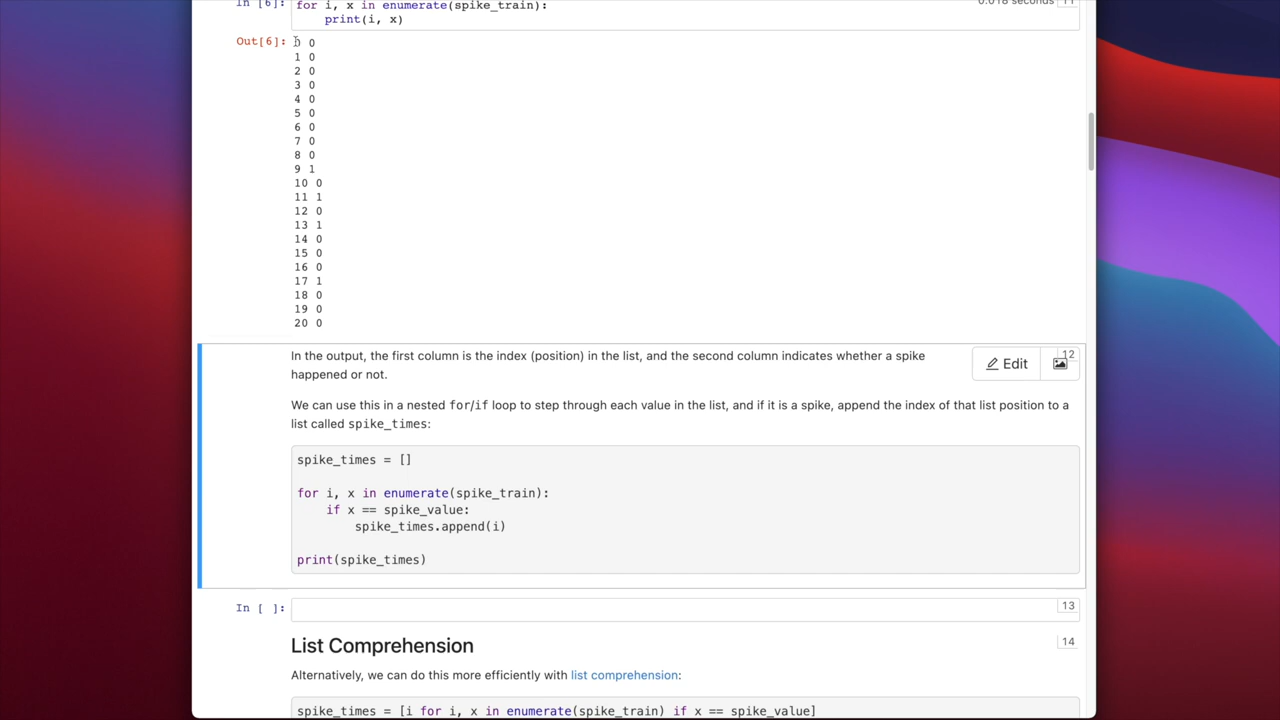 In [6]: for i, x in enumerate(spike_train):
0.018 seconds 11
print(i, x)
Out[6]: 0 0
1 0
2 0
3 0
4 0
5 0
6 0
7 0
8 0
9 1
10 0
11 1
12 0
13 1
14 0
15 0
16 0
17 1
18 0
19 0
20 0
In the output, the first column is the index (position) in the list, and the second column indicates whether a spike
happened or not.
Edit
12
We can use this in a nested for/if loop to step through each value in the list, and if it is a spike, append the index of that list position to a
list called spike_times:
spike_times = []
for i, x in enumerate(spike_train):
if x == spike_value:
spike_times.append(i)
print(spike_times)
In [ ]:
13
List Comprehension
14
Alternatively, we can do this more efficiently with list comprehension:
spike_times = [i for i, x in enumerate(spike_train) if x == spike_value]